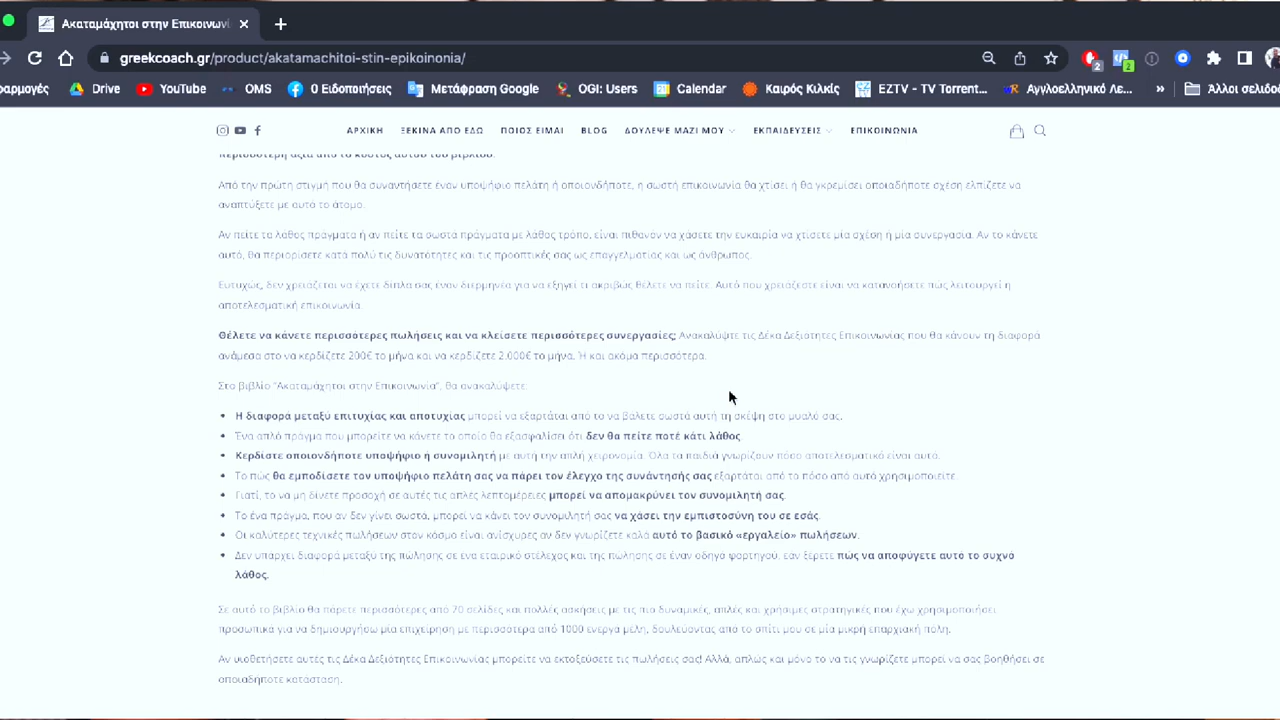 Ακαταμάχητοι στην Επικοινωνί
greekcoach.gr/product/akatamachitoi-stin-epikoinonia/
2
2
αρμογές Drive YouTube OMS 0 Ειδοποιήσεις Μετάφραση Google OGI: Users Calendar Καιρός Κιλκίς EZTV - TV Torrent... Αγγλοελληνικό Λε... » Άλλοι σελιδο
ΑΡΧΙΚΗ ΞΕΚΙΝΑ ΑΠΟ ΕΔΩ ΠΟΙΟΣ ΕΙΜΑΙ BLOG ΔΟΥΛΕΨΕ ΜΑΖΙ ΜΟΥ ΕΚΠΑΙΔΕΥΣΕΙΣ ΕΠΙΚΟΙΝΩΝΙΑ
περισσότερη αξία από το κόστος αυτού του βιβλίου.
Από την πρώτη στιγμή που θα συναντήσετε έναν υποψήφιο πελάτη ή οποιονδήποτε, η σωστή επικοινωνία θα χτίσει ή θα γκρεμίσει οποιαδήποτε σχέση ελπίζετε να
αναπτύξετε με αυτό το άτομο.
Αν πείτε τα λάθος πράγματα ή αν πείτε τα σωστά πράγματα με λάθος τρόπο, είναι πιθανόν να χάσετε την ευκαιρία να χτίσετε μία σχέση ή μία συνεργασία. Αν το κάνετε
αυτό, θα περιορίσετε κατά πολύ τις δυνατότητες και τις προοπτικές σας ως επαγγελματίας και ως άνθρωπος.
Ευτυχώς, δεν χρειάζεται να έχετε δίπλα σας έναν διερμηνέα για να εξηγεί τι ακριβώς θέλετε να πείτε. Αυτό που χρειάζεστε είναι να κατανοήσετε πώς λειτουργεί η
αποτελεσματική επικοινωνία.
Θέλετε να κάνετε περισσότερες πωλήσεις και να κλείσετε περισσότερες συνεργασίες; Ανακαλύψτε τις Δέκα Δεξιότητες Επικοινωνίας που θα κάνουν τη διαφορά
ανάμεσα στο να κερδίζετε 200€ το μήνα και να κερδίζετε 2.000€ το μήνα. Ή και ακόμα περισσότερα.
Στο βιβλίο "Ακαταμάχητοι στην Επικοινωνία", θα ανακαλύψετε:
• Η διαφορά μεταξύ επιτυχίας και αποτυχίας μπορεί να εξαρτάται από το να βάλετε σωστά αυτή τη σκέψη στο μυαλό σας.
• Ένα απλό πράγμα που μπορείτε να κάνετε το οποίο θα εξασφαλίσει ότι δεν θα πείτε ποτέ κάτι λάθος.
• Κερδίστε οποιονδήποτε υποψήφιο ή συνομιλητή με αυτή την απλή χειρονομία. Όλα τα παιδιά γνωρίζουν πόσο αποτελεσματικό είναι αυτό.
• Το πώς θα εμποδίσετε τον υποψήφιο πελάτη σας να πάρει τον έλεγχο της συνάντησής σας εξαρτάται από το πόσο από αυτό χρησιμοποιείτε.
• Γιατί, το να μη δίνετε προσοχή σε αυτές τις απλές λεπτομέρειες μπορεί να απομακρύνει τον συνομιλητή σας.
• Το ένα πράγμα, που αν δεν γίνει σωστά, μπορεί να κάνει τον συνομιλητή σας να χάσει την εμπιστοσύνη του σε εσάς.
• Οι καλύτερες τεχνικές πωλήσεων στον κόσμο είναι ανίσχυρες αν δεν γνωρίζετε καλά αυτό το βασικό «εργαλείο» πωλήσεων.
• Δεν υπάρχει διαφορά μεταξύ της πώλησης σε ένα εταιρικό στέλεχος και της πώλησης σε έναν οδηγό φορτηγού, εάν ξέρετε πώς να αποφύγετε αυτό το συχνό
λάθος.
Σε αυτό το βιβλίο θα πάρετε περισσότερες από 70 σελίδες και πολλές ασκήσεις με τις πιο δυναμικές, απλές και χρήσιμες στρατηγικές που έχω χρησιμοποιήσει
προσωπικά για να δημιουργήσω μία επιχείρηση με περισσότερα από 1000 ενεργά μέλη, δουλεύοντας από το σπίτι μου σε μία μικρή επαρχιακή πόλη.
Αν υιοθετήσετε αυτές τις Δέκα Δεξιότητες Επικοινωνίας μπορείτε να εκτοξεύσετε τις πωλήσεις σας! Αλλά, απλώς και μόνο το να τις γνωρίζετε μπορεί να σας βοηθήσει σε
οποιαδήποτε κατάσταση.